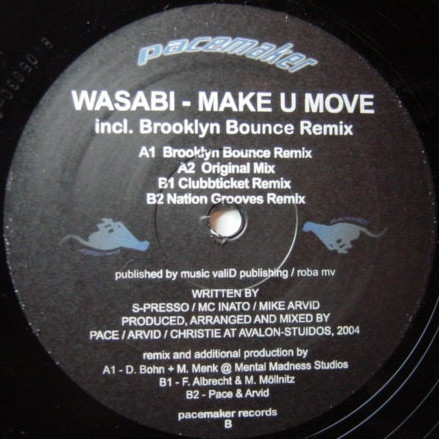 pacemaker
WASABI - MAKE U MOVE
incl. Brooklyn Bounce Remix
A1 Brooklyn Bounce Remix
A2 Original Mix
B1 Clubbticket Remix
B2 Nation Grooves Remix
published by music valiD publishing / roba mv
WRITTEN BY
S-PRESSO / MC INATO / MIKE ARVID
PRODUCED, ARRANGED AND MIXED BY
PACE / ARVID / CHRISTIE AT AVALON-STUIDOS, 2004
remix and additional production by
A1 - D. Bohn + M. Menk @ Mental Madness Studios
B1 - F. Albrecht & M. Möllnitz
B2 - Pace & Arvid
pacemaker records
B